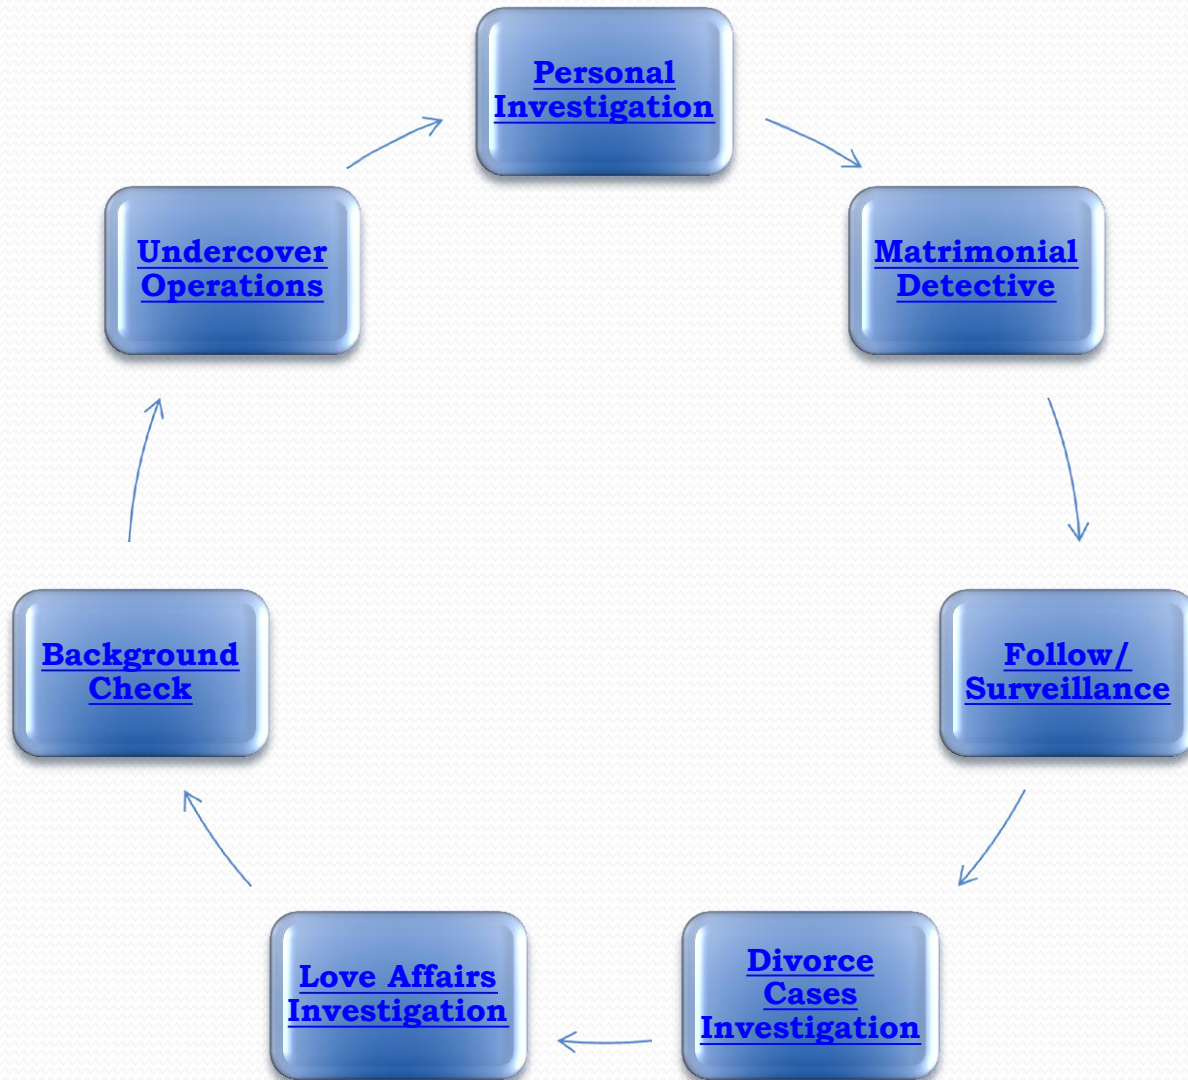 Personal
Investigation
Matrimonial
Detective
Follow/
Surveillance
Divorce
Cases
Investigation
Love Affairs
Investigation
Background
Check
Undercover
Operations